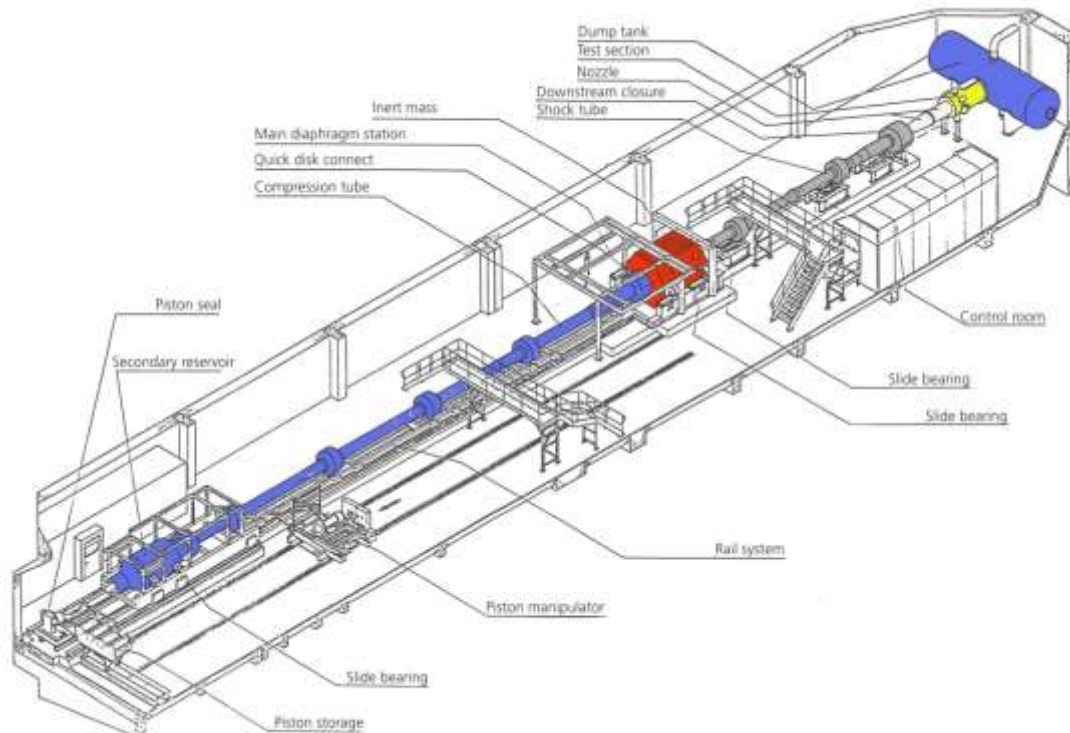 Dump tank
Test section
Nozzle
Downstream closure
Shock tube
Inert mass
Main diaphragm station
Quick disk connect
Compression tube
Piston seal
Secondary reservoir
Control room
Slide bearing
Slide bearing
Rail system
Piston manipulator
Slide bearing
Piston storage